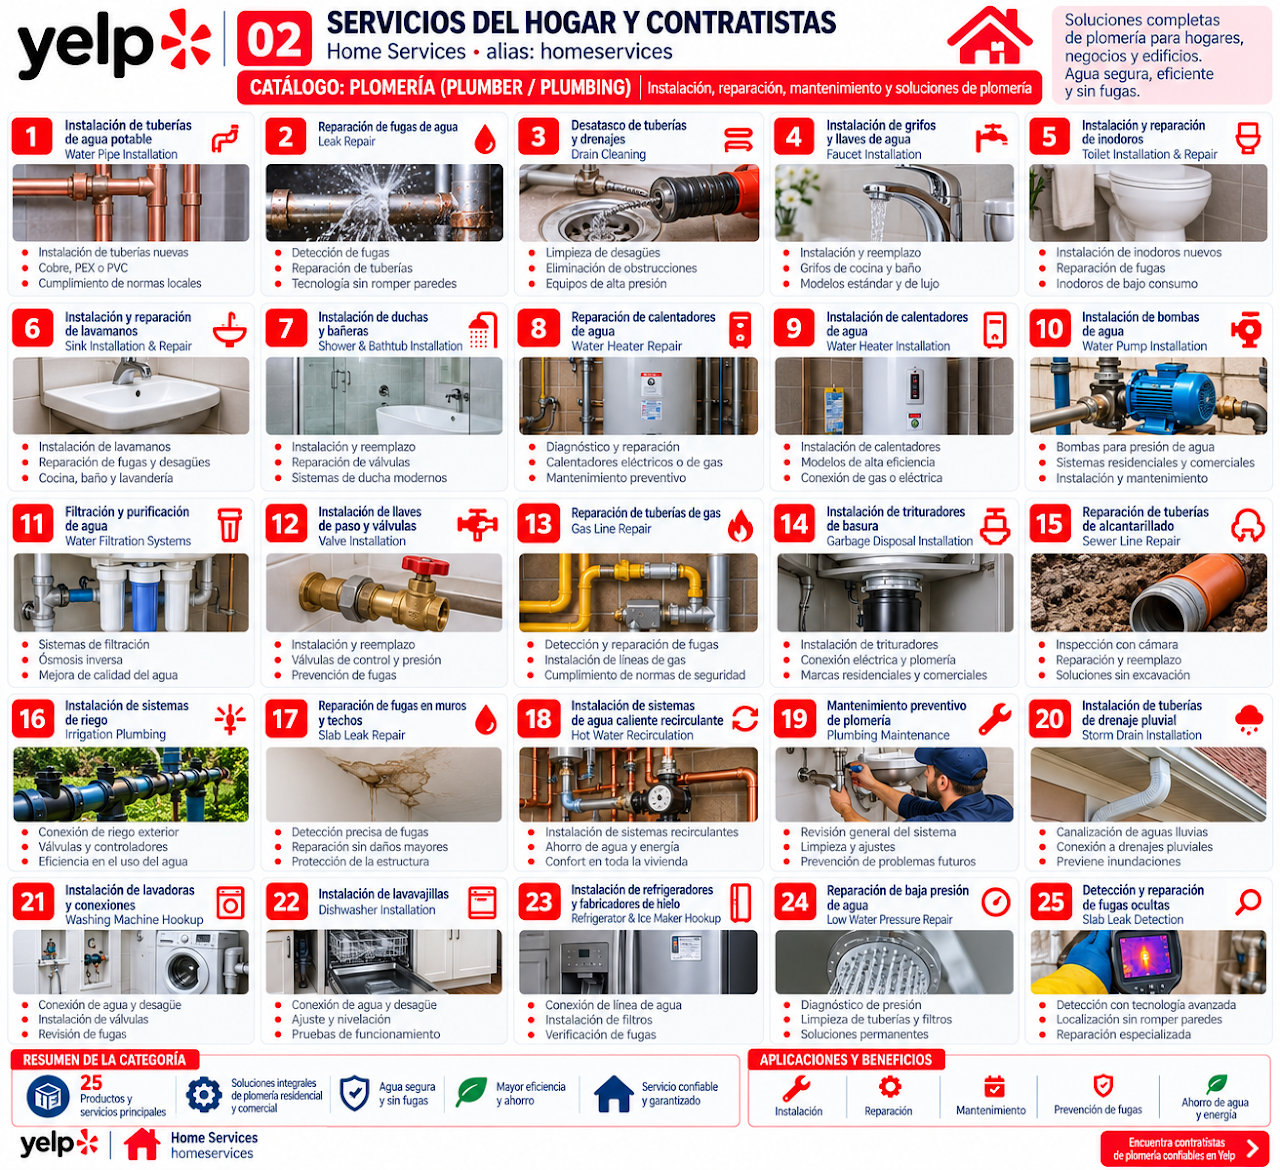 yelp
02
SERVICIOS DEL HOGAR Y CONTRATISTAS
Home Services • alias: homeservices
CATÁLOGO: PLOMERÍA (PLUMBER / PLUMBING) | Instalación, reparación, mantenimiento y soluciones de plomería
Soluciones completas
de plomería para hogares,
negocios y edificios.
Agua segura, eficiente
y sin fugas.
1
Instalación de tuberías
de agua potable
Water Pipe Installation
• Instalación de tuberías nuevas
• Cobre, PEX o PVC
• Cumplimiento de normas locales
2
Reparación de fugas de agua
Leak Repair
• Detección de fugas
• Reparación de tuberías
• Tecnología sin romper paredes
3
Desatasco de tuberías
y drenajes
Drain Cleaning
• Limpieza de desagües
• Eliminación de obstrucciones
• Equipos de alta presión
4
Instalación de grifos
y llaves de agua
Faucet Installation
• Instalación y reemplazo
• Grifos de cocina y baño
• Modelos estándar y de lujo
5
Instalación y reparación
de inodoros
Toilet Installation & Repair
• Instalación de inodoros nuevos
• Reparación de fugas
• Inodoros de bajo consumo
6
Instalación y reparación
de lavamanos
Sink Installation & Repair
• Instalación de lavamanos
• Reparación de fugas y desagües
• Cocina, baño y lavandería
7
Instalación de duchas
y bañeras
Shower & Bathtub Installation
• Instalación y reemplazo
• Reparación de válvulas
• Sistemas de ducha modernos
8
Reparación de calentadores
de agua
Water Heater Repair
• Diagnóstico y reparación
• Calentadores eléctricos o de gas
• Mantenimiento preventivo
9
Instalación de calentadores
de agua
Water Heater Installation
• Instalación de calentadores
• Modelos de alta eficiencia
• Conexión de gas o eléctrica
10
Instalación de bombas
de agua
Water Pump Installation
• Bombas para presión de agua
• Sistemas residenciales y comerciales
• Instalación y mantenimiento
11
Filtración y purificación
de agua
Water Filtration Systems
• Sistemas de filtración
• Ósmosis inversa
• Mejora de calidad del agua
12
Instalación de llaves
de paso y válvulas
Valve Installation
• Instalación y reemplazo
• Válvulas de control y presión
• Prevención de fugas
13
Reparación de tuberías de gas
Gas Line Repair
• Detección y reparación de fugas
• Instalación de líneas de gas
• Cumplimiento de normas de seguridad
14
Instalación de trituradores
de basura
Garbage Disposal Installation
• Instalación de trituradores
• Conexión eléctrica y plomería
• Marcas residenciales y comerciales
15
Reparación de tuberías
de alcantarillado
Sewer Line Repair
• Inspección con cámara
• Reparación y reemplazo
• Soluciones sin excavación
16
Instalación de sistemas
de riego
Irrigation Plumbing
• Conexión de riego exterior
• Válvulas y controladores
• Eficiencia en el uso del agua
17
Reparación de fugas en muros
y techos
Slab Leak Repair
• Detección precisa de fugas
• Reparación sin daños mayores
• Protección de la estructura
18
Instalación de sistemas
de agua caliente recirculante
Hot Water Recirculation
• Instalación de sistemas recirculantes
• Ahorro de agua y energía
• Confort en toda la vivienda
19
Mantenimiento preventivo
de plomería
Plumbing Maintenance
• Revisión general del sistema
• Limpieza y ajustes
• Prevención de problemas futuros
20
Instalación de tuberías
de drenaje pluvial
Storm Drain Installation
• Canalización de aguas lluvias
• Conexión a drenajes pluviales
• Previene inundaciones
21
Instalación de lavadoras
y conexiones
Washing Machine Hookup
• Conexión de agua y desagüe
• Instalación de válvulas
• Revisión de fugas
22
Instalación de lavavajillas
Dishwasher Installation
• Conexión de agua y desagüe
• Ajuste y nivelación
• Pruebas de funcionamiento
23
Instalación de refrigeradores
y fabricadores de hielo
Refrigerator & Ice Maker Hookup
• Conexión de línea de agua
• Instalación de filtros
• Verificación de fugas
24
Reparación de baja presión
de agua
Low Water Pressure Repair
• Diagnóstico de presión
• Limpieza de tuberías y filtros
• Soluciones permanentes
25
Detección y reparación
de fugas ocultas
Slab Leak Detection
• Detección con tecnología avanzada
• Localización sin romper paredes
• Reparación especializada
RESUMEN DE LA CATEGORÍA
25
Productos y
servicios principales
Soluciones integrales
de plomería residencial
y comercial
Agua segura
y sin fugas
Mayor eficiencia
y ahorro
Servicio confiable
y garantizado
APLICACIONES Y BENEFICIOS
Instalación
Reparación
Mantenimiento
Prevención de fugas
Ahorro de agua
y energía
yelp
Home Services
homeservices
Encuentra contratistas
de plomería confiables en Yelp